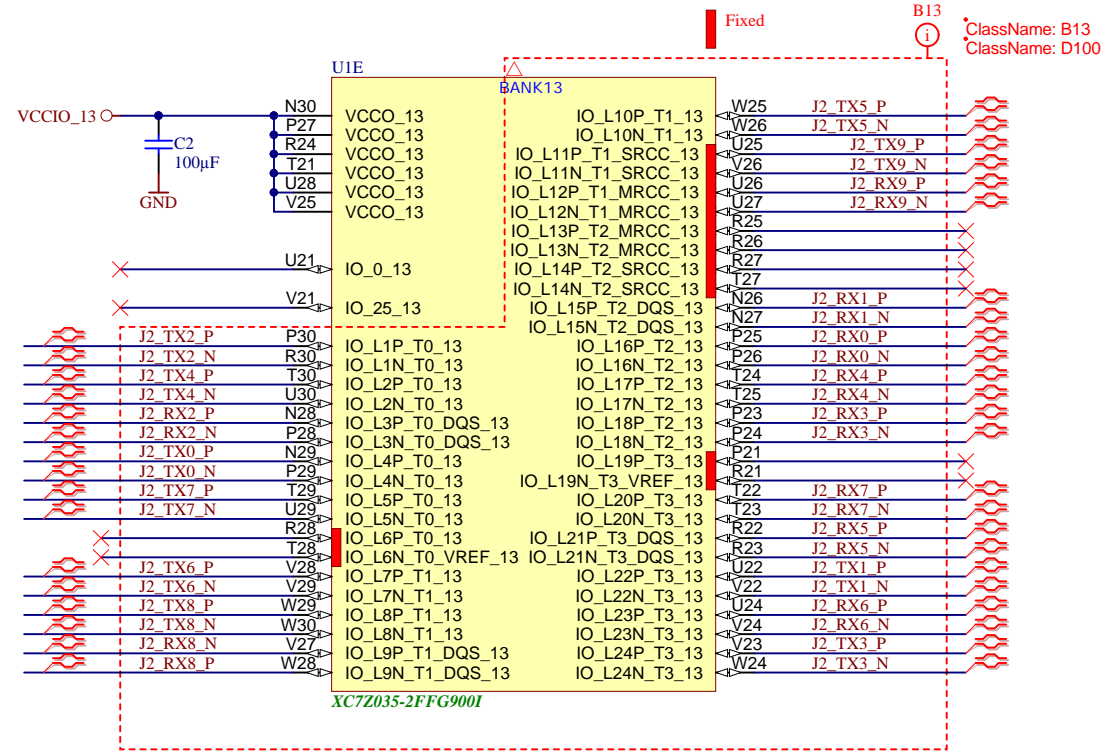 Fixed
B13
ClassName: B13
ClassName: D100
U1E
BANK13
VCCIO_13
C2
100µF
GND
N30 VCCO_13
P27 VCCO_13
R24 VCCO_13
T21 VCCO_13
U28 VCCO_13
V25 VCCO_13
U21 IO_0_13
V21 IO_25_13
J2_TX2_P P30 IO_L1P_T0_13
J2_TX2_N R30 IO_L1N_T0_13
J2_TX4_P T30 IO_L2P_T0_13
J2_TX4_N U30 IO_L2N_T0_13
J2_RX2_P N28 IO_L3P_T0_DQS_13
J2_RX2_N P28 IO_L3N_T0_DQS_13
J2_TX0_P N29 IO_L4P_T0_13
J2_TX0_N P29 IO_L4N_T0_13
J2_TX7_P T29 IO_L5P_T0_13
J2_TX7_N U29 IO_L5N_T0_13
R28 IO_L6P_T0_13
T28 IO_L6N_T0_VREF_13
J2_TX6_P V28 IO_L7P_T1_13
J2_TX6_N V29 IO_L7N_T1_13
J2_TX8_P W29 IO_L8P_T1_13
J2_TX8_N W30 IO_L8N_T1_13
J2_RX8_N V27 IO_L9P_T1_DQS_13
J2_RX8_P W28 IO_L9N_T1_DQS_13
IO_L10P_T1_13 W25 J2_TX5_P
IO_L10N_T1_13 W26 J2_TX5_N
IO_L11P_T1_SRCC_13 U25 J2_TX9_P
IO_L11N_T1_SRCC_13 V26 J2_TX9_N
IO_L12P_T1_MRCC_13 U26 J2_RX9_P
IO_L12N_T1_MRCC_13 U27 J2_RX9_N
IO_L13P_T2_MRCC_13 R25
IO_L13N_T2_MRCC_13 R26
IO_L14P_T2_SRCC_13 R27
IO_L14N_T2_SRCC_13 T27
IO_L15P_T2_DQS_13 N26 J2_RX1_P
IO_L15N_T2_DQS_13 N27 J2_RX1_N
IO_L16P_T2_13 P25 J2_RX0_P
IO_L16N_T2_13 P26 J2_RX0_N
IO_L17P_T2_13 T24 J2_RX4_P
IO_L17N_T2_13 T25 J2_RX4_N
IO_L18P_T2_13 P23 J2_RX3_P
IO_L18N_T2_13 P24 J2_RX3_N
IO_L19P_T3_13 P21
IO_L19N_T3_VREF_13 R21
IO_L20P_T3_13 T22 J2_RX7_P
IO_L20N_T3_13 T23 J2_RX7_N
IO_L21P_T3_DQS_13 R22 J2_RX5_P
IO_L21N_T3_DQS_13 R23 J2_RX5_N
IO_L22P_T3_13 U22 J2_TX1_P
IO_L22N_T3_13 V22 J2_TX1_N
IO_L23P_T3_13 U24 J2_RX6_P
IO_L23N_T3_13 V24 J2_RX6_N
IO_L24P_T3_13 V23 J2_TX3_P
IO_L24N_T3_13 W24 J2_TX3_N
XC7Z035-2FFG900I